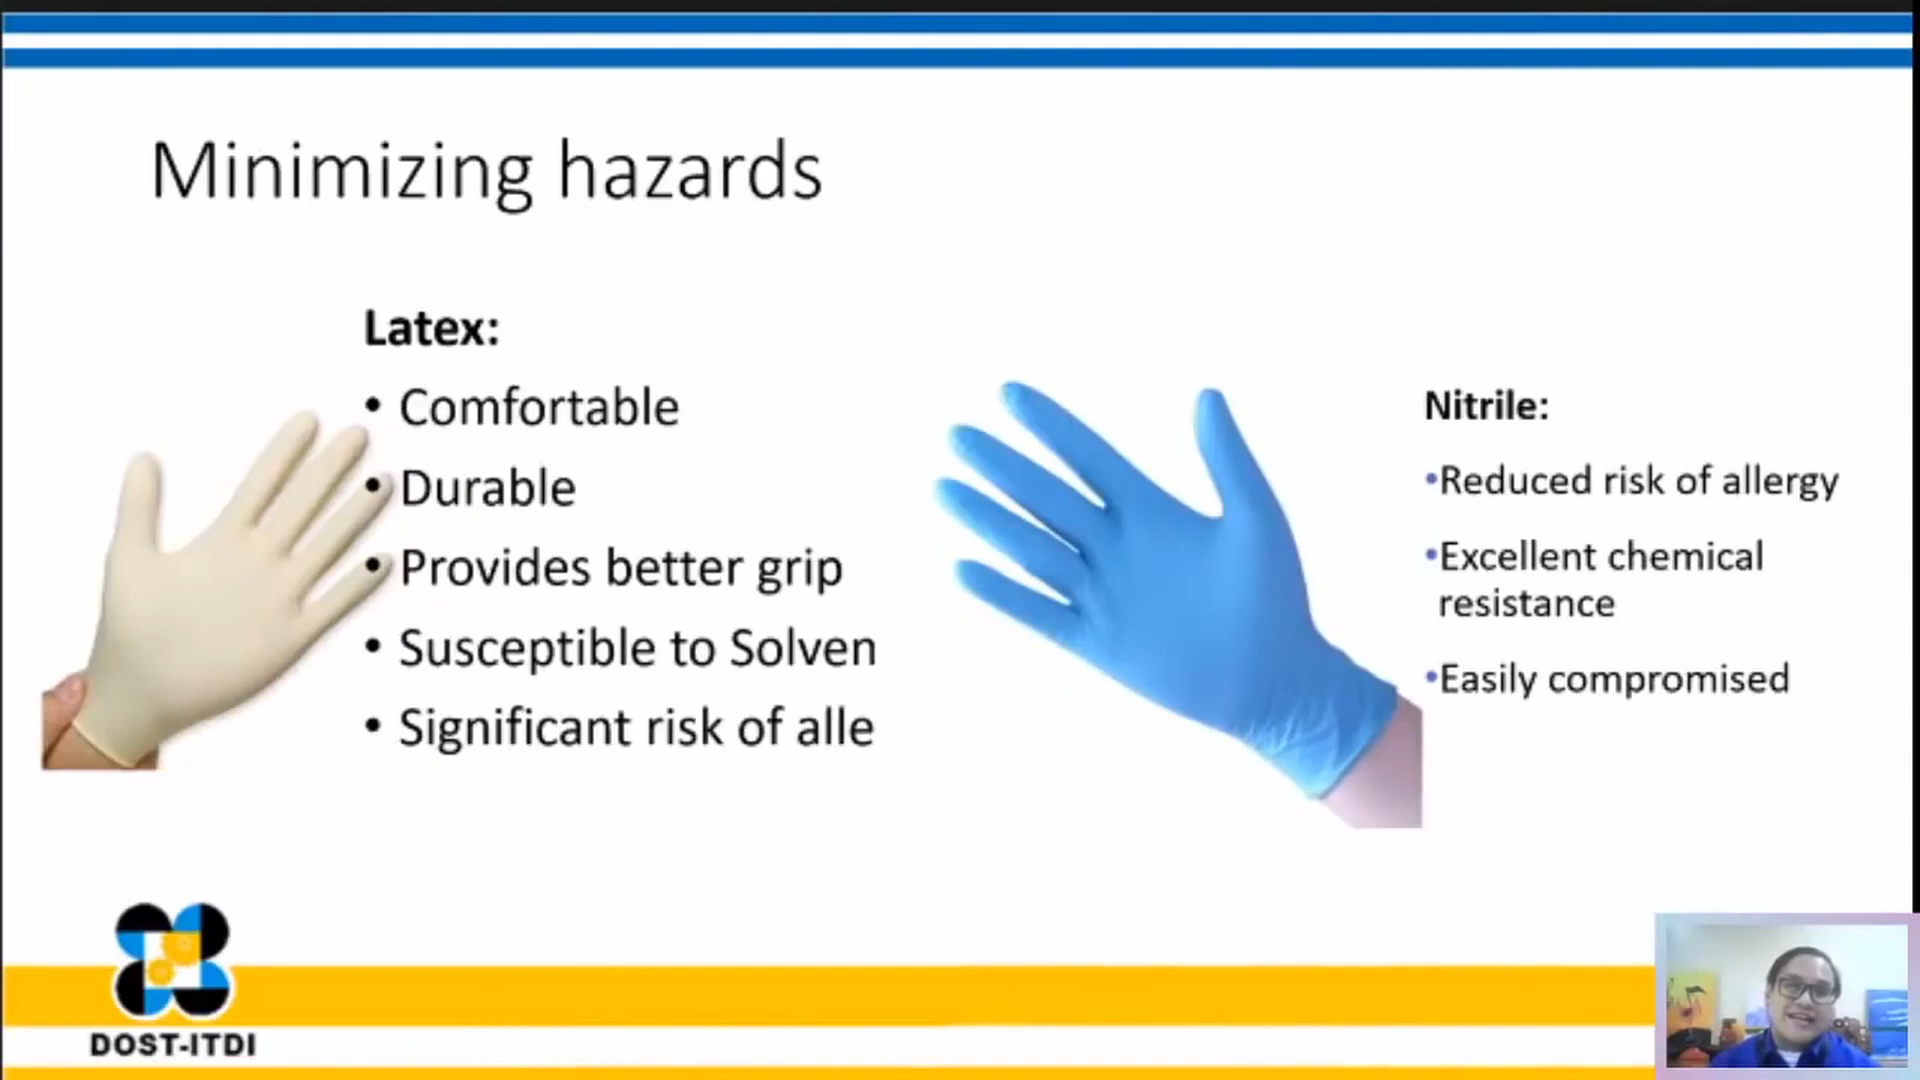 Minimizing hazards
Latex:
• Comfortable
• Durable
• Provides better grip
• Susceptible to Solven
• Significant risk of alle
Nitrile:
•Reduced risk of allergy
•Excellent chemical
resistance
•Easily compromised
DOST-ITDI